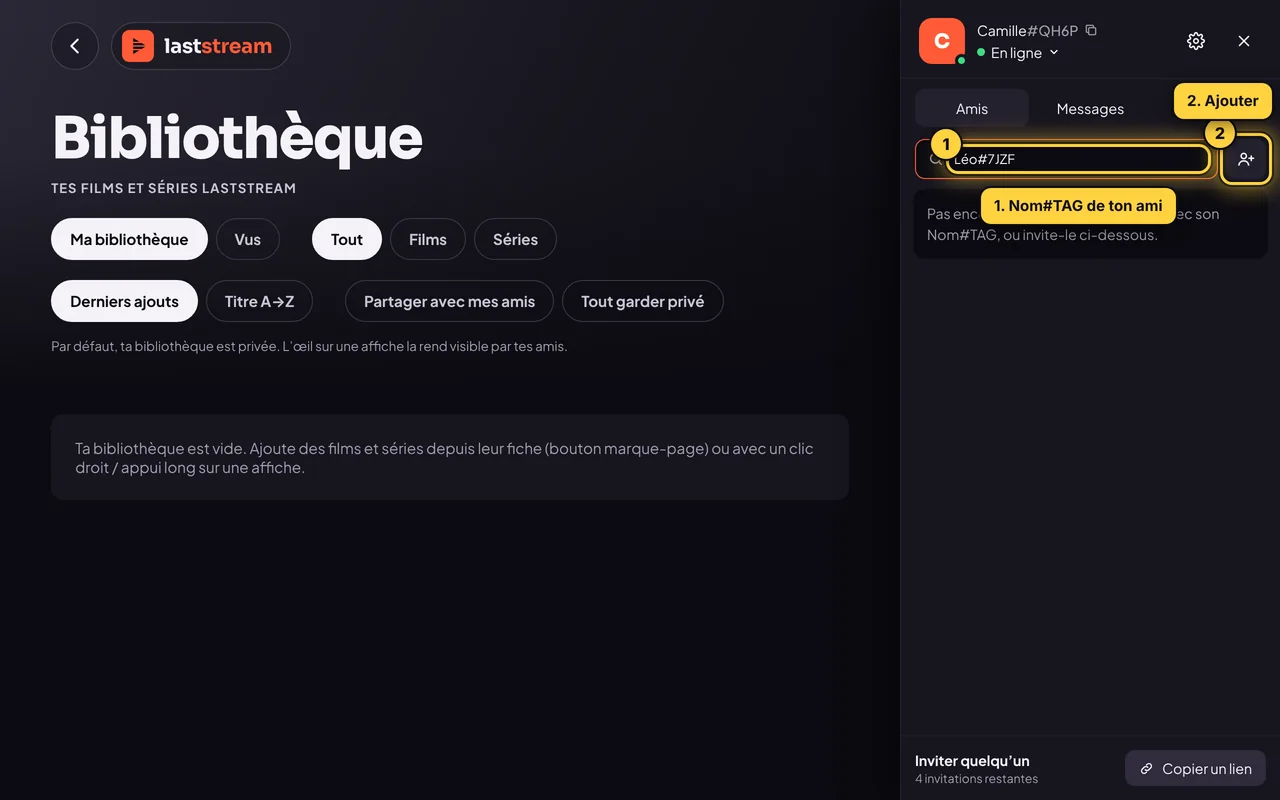 laststream
Bibliothèque
TES FILMS ET SÉRIES LASTSTREAM
Ma bibliothèque
Vus
Tout
Films
Séries
Derniers ajouts
Titre A→Z
Partager avec mes amis
Tout garder privé
Par défaut, ta bibliothèque est privée. L'œil sur une affiche la rend visible par tes amis.
Ta bibliothèque est vide. Ajoute des films et séries depuis leur fiche (bouton marque-page) ou avec un clic
droit / appui long sur une affiche.
C
Camille#QH6P
En ligne
Amis
Messages
2. Ajouter
1
2
Léo#7JZF
1. Nom#TAG de ton ami
Pas enc ec son
Nom#TAG, ou invite-le ci-dessous.
Inviter quelqu’un
4 invitations restantes
Copier un lien